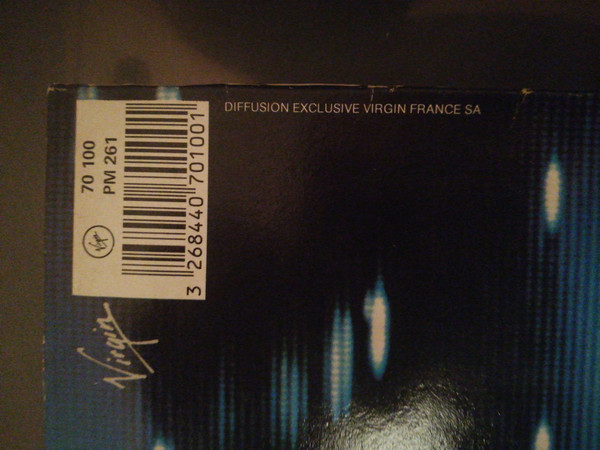 DIFFUSION EXCLUSIVE VIRGIN FRANCE SA
70 100
PM 261
3 268440 701001
Virgin